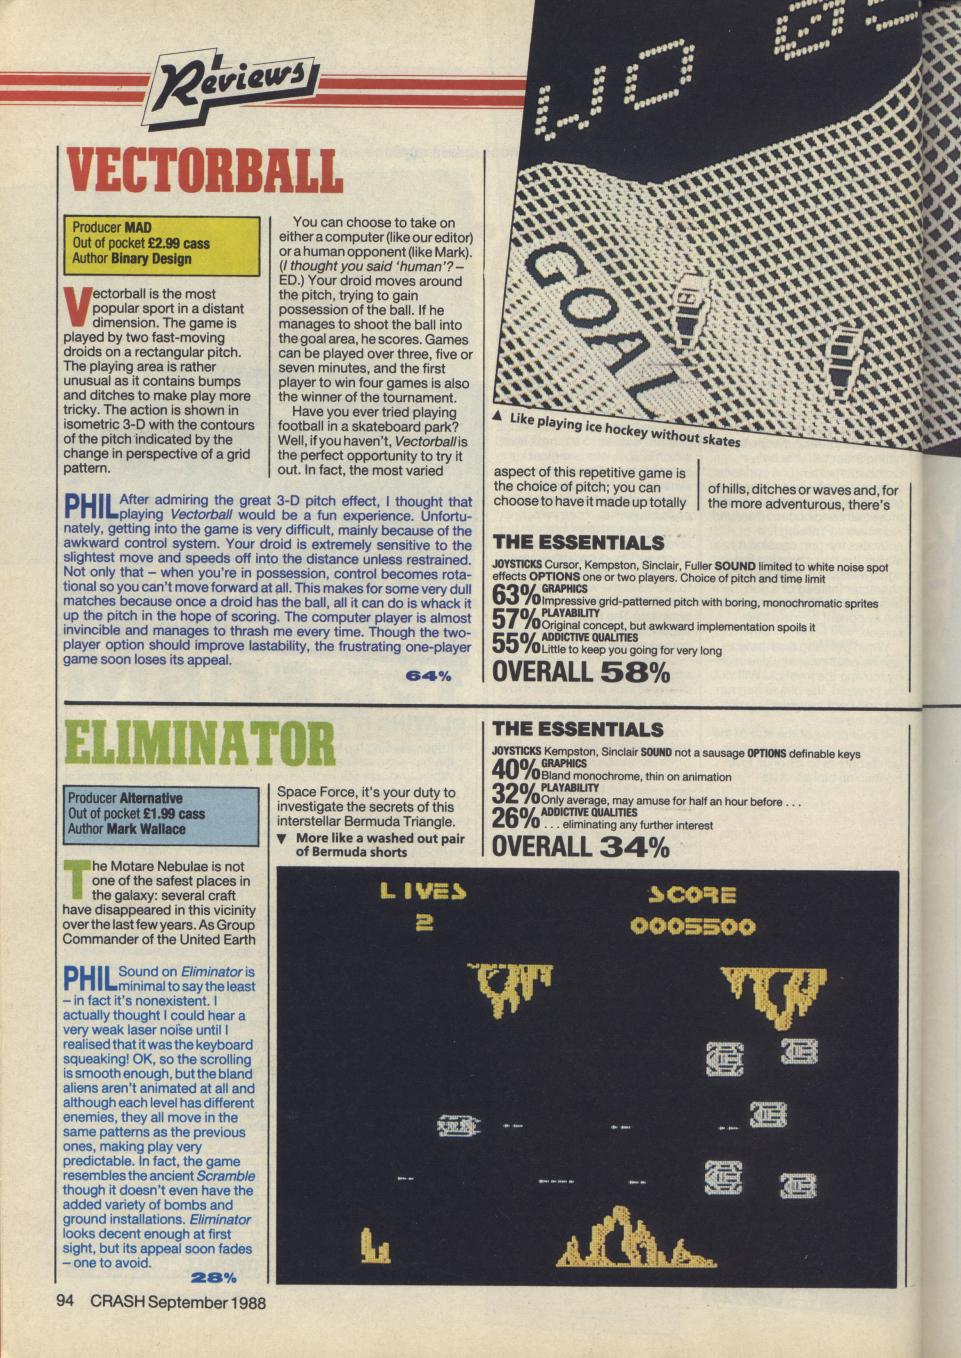 Reviews
VECTORBALL
Producer MAD
Out of pocket £2.99 cass
Author Binary Design
Vectorball is the most
popular sport in a distant
dimension. The game is
played by two fast-moving
droids on a rectangular pitch.
The playing area is rather
unusual as it contains bumps
and ditches to make play more
tricky. The action is shown in
isometric 3-D with the contours
of the pitch indicated by the
change in perspective of a grid
pattern.
You can choose to take on
either a computer (like our editor)
or a human opponent (like Mark).
(I thought you said 'human'? –
ED.) Your droid moves around
the pitch, trying to gain
possession of the ball. If he
manages to shoot the ball into
the goal area, he scores. Games
can be played over three, five or
seven minutes, and the first
player to win four games is also
the winner of the tournament.
Have you ever tried playing
football in a skateboard park?
Well, if you haven't, Vectorball is
the perfect opportunity to try it
out. In fact, the most varied
WO
GOAL
▲ Like playing ice hockey without skates
aspect of this repetitive game is
the choice of pitch; you can
choose to have it made up totally
of hills, ditches or waves and, for
the more adventurous, there's
PHIL After admiring the great 3-D pitch effect, I thought that
playing Vectorball would be a fun experience. Unfortu-
nately, getting into the game is very difficult, mainly because of the
awkward control system. Your droid is extremely sensitive to the
slightest move and speeds off into the distance unless restrained.
Not only that – when you're in possession, control becomes rota-
tional so you can't move forward at all. This makes for some very dull
matches because once a droid has the ball, all it can do is whack it
up the pitch in the hope of scoring. The computer player is almost
invincible and manages to thrash me every time. Though the two-
player option should improve lastability, the frustrating one-player
game soon loses its appeal.
64%
THE ESSENTIALS
JOYSTICKS Cursor, Kempston, Sinclair, Fuller SOUND limited to white noise spot
effects OPTIONS one or two players. Choice of pitch and time limit
63% GRAPHICS
Impressive grid-patterned pitch with boring, monochromatic sprites
57% PLAYABILITY
Original concept, but awkward implementation spoils it
55% ADDICTIVE QUALITIES
Little to keep you going for very long
OVERALL 58%
ELIMINATOR
Producer Alternative
Out of pocket £1.99 cass
Author Mark Wallace
The Motare Nebulae is not
one of the safest places in
the galaxy: several craft
have disappeared in this vicinity
over the last few years. As Group
Commander of the United Earth
Space Force, it's your duty to
investigate the secrets of this
interstellar Bermuda Triangle.
▼ More like a washed out pair
of Bermuda shorts
THE ESSENTIALS
JOYSTICKS Kempston, Sinclair SOUND not a sausage OPTIONS definable keys
40% GRAPHICS
Bland monochrome, thin on animation
32% PLAYABILITY
Only average, may amuse for half an hour before . . .
26% ADDICTIVE QUALITIES
. . . eliminating any further interest
OVERALL 34%
PHIL Sound on Eliminator is
minimal to say the least
– in fact it's nonexistent. I
actually thought I could hear a
very weak laser noise until I
realised that it was the keyboard
squeaking! OK, so the scrolling
is smooth enough, but the bland
aliens aren't animated at all and
although each level has different
enemies, they all move in the
same patterns as the previous
ones, making play very
predictable. In fact, the game
resembles the ancient Scramble
though it doesn't even have the
added variety of bombs and
ground installations. Eliminator
looks decent enough at first
sight, but its appeal soon fades
– one to avoid.
28%
LIVES SCORE
2 0005500
94 CRASH September 1988